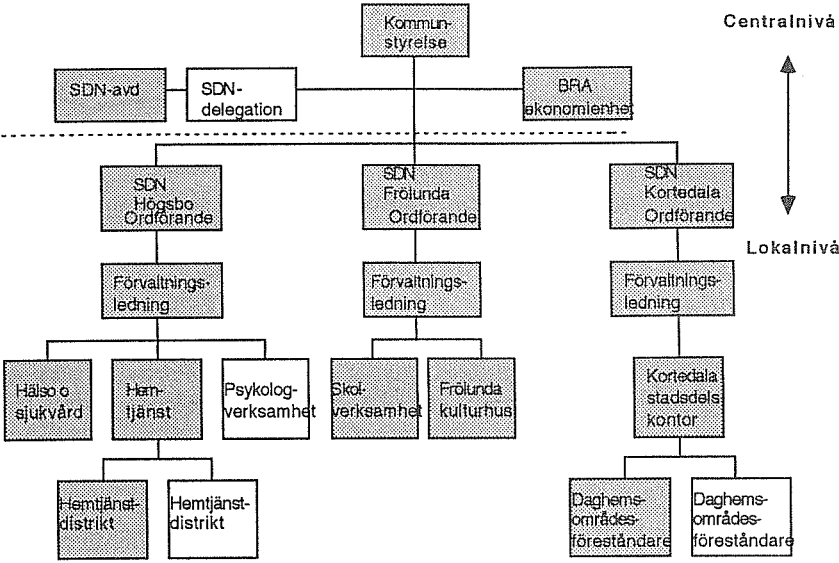 Kommun-
styrelse
Centralnivå
SDN-avd
SDN-
delegation
BRA
ekonomienhet
SDN
Högsbo
Ordförande
SDN
Frölunda
Ordförande
SDN
Kortedala
Ordförande
Lokalnivå
Förvaltnings-
ledning
Förvaltnings-
ledning
Förvaltnings-
ledning
Hälso o
sjukvård
Hem-
tjänst
Psykolog-
verksamhet
Skol-
verksamhet
Frölunda
kulturhus
Kortedala
stadsdels
kontor
Hemtjänst-
distrikt
Hemtjänst-
distrikt
Daghems-
områdes-
föreståndare
Daghems-
områdes-
föreståndare